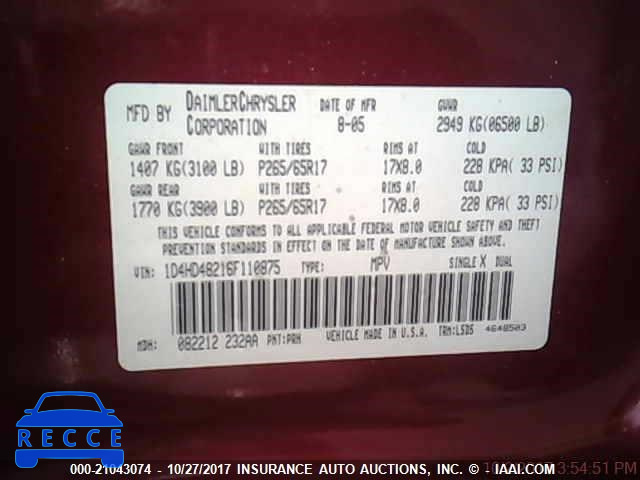 MFD BY DAIMLERCHRYSLER CORPORATION DATE OF MFR 8-05 GVWR 2949 KG(06500 LB)
GAWR FRONT WITH TIRES RIMS AT COLD
1407 KG(3100 LB) P265/65R17 17X8.0 228 KPA( 33 PSI)
GAWR REAR WITH TIRES RIMS AT COLD
1770 KG(3900 LB) P265/65R17 17X8.0 228 KPA( 33 PSI)
THIS VEHICLE CONFORMS TO ALL APPLICABLE FEDERAL MOTOR VEHICLE SAFETY AND THEFT
PREVENTION STANDARDS IN EFFECT ON THE DATE OF MANUFACTURE SHOWN ABOVE.
VIN: 1D4HD48216F110875 TYPE: MPV SINGLE X DUAL
MDH: 082212 232AA PNT:PRH VEHICLE MADE IN U.S.A. TRM:L5D5 4648503
RECCE
000-21043074 - 10/27/2017 INSURANCE AUTO AUCTIONS, INC. - © IAAI.COM
3:54:51 PM